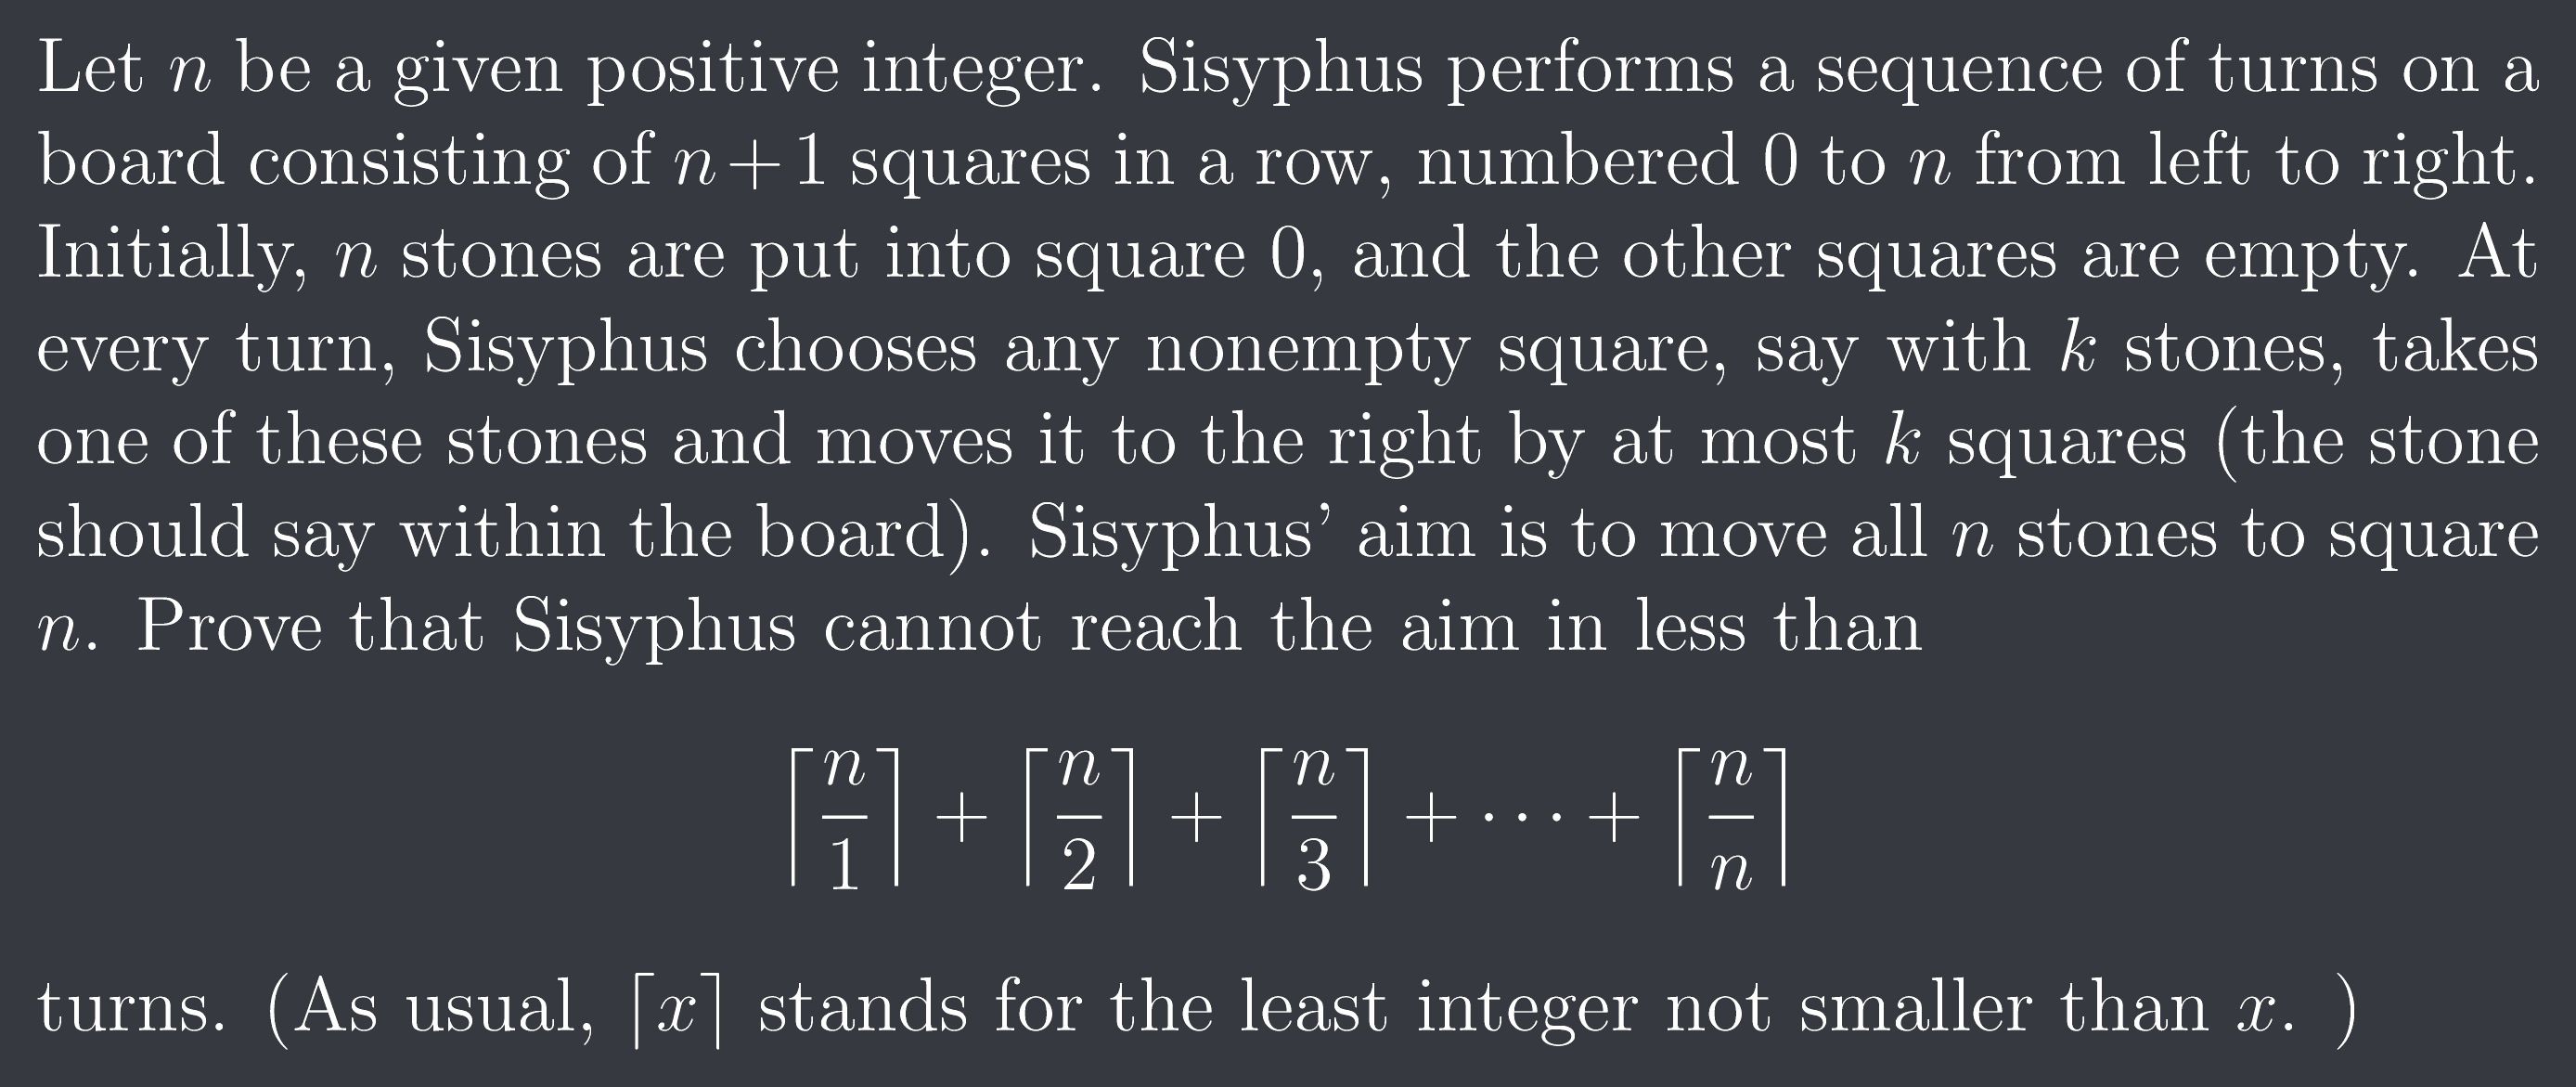 Let n be a given positive integer. Sisyphus performs a sequence of turns on a
board consisting of n + 1 squares in a row, numbered 0 to n from left to right.
Initially, n stones are put into square 0, and the other squares are empty. At
every turn, Sisyphus chooses any nonempty square, say with k stones, takes
one of these stones and moves it to the right by at most k squares (the stone
should say within the board). Sisyphus' aim is to move all n stones to square
n. Prove that Sisyphus cannot reach the aim in less than
⌈n/1⌉ + ⌈n/2⌉ + ⌈n/3⌉ + ⋯ + ⌈n/n⌉
turns. (As usual, ⌈x⌉ stands for the least integer not smaller than x. )